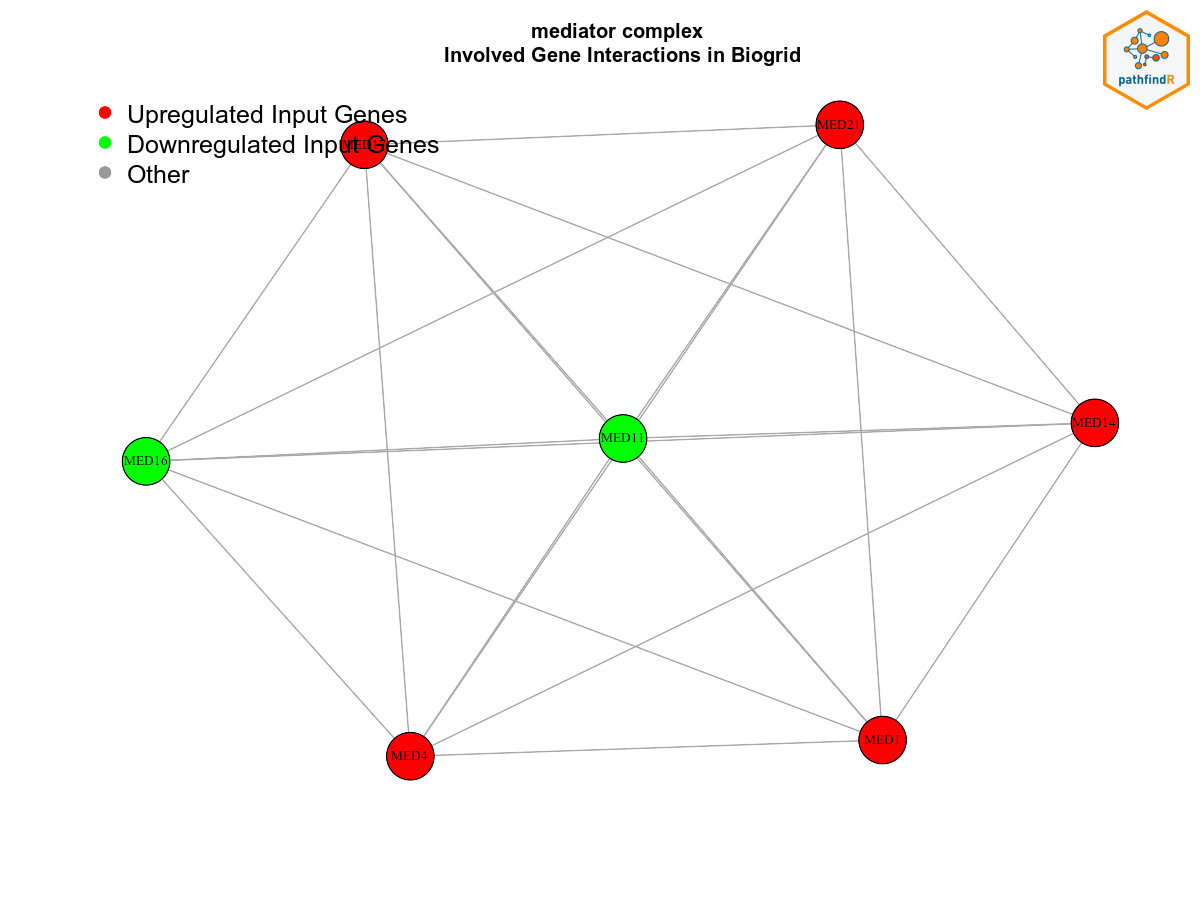 mediator complex
Involved Gene Interactions in Biogrid
pathfindR
Upregulated Input Genes
Downregulated Input Genes
Other
MED21
MED14
MED11
MED16
MED4
MED1